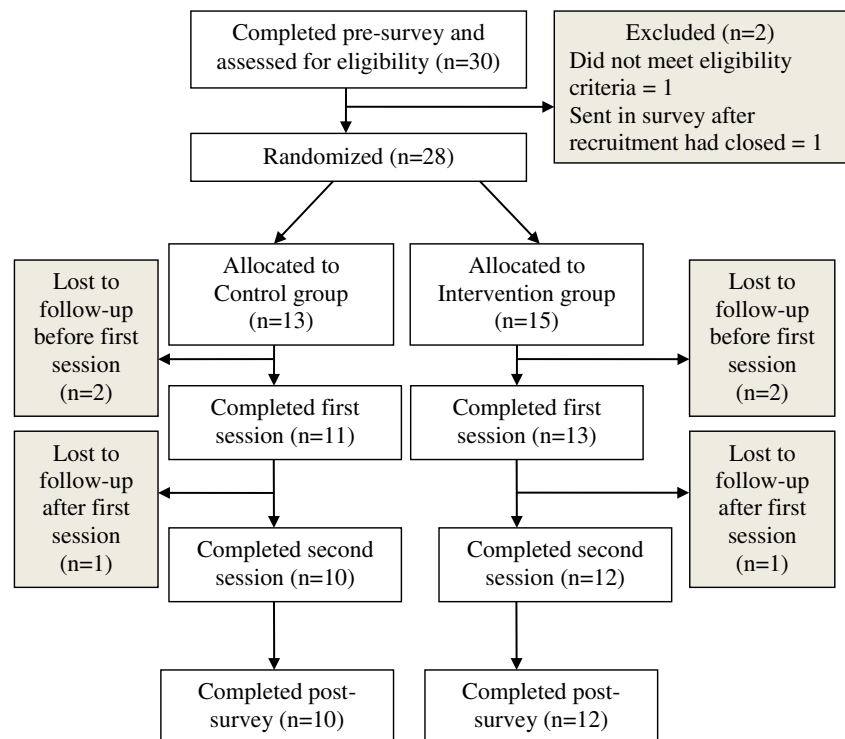 Completed pre-survey and
assessed for eligibility (n=30)
Excluded (n=2)
Did not meet eligibility
criteria = 1
Sent in survey after
recruitment had closed = 1
Randomized (n=28)
Lost to
follow-up
before first
session
(n=2)
Allocated to
Control group
(n=13)
Allocated to
Intervention group
(n=15)
Lost to
follow-up
before first
session
(n=2)
Completed first
session (n=11)
Completed first
session (n=13)
Lost to
follow-up
after first
session
(n=1)
Lost to
follow-up
after first
session
(n=1)
Completed second
session (n=10)
Completed second
session (n=12)
Completed post-
survey (n=10)
Completed post-
survey (n=12)